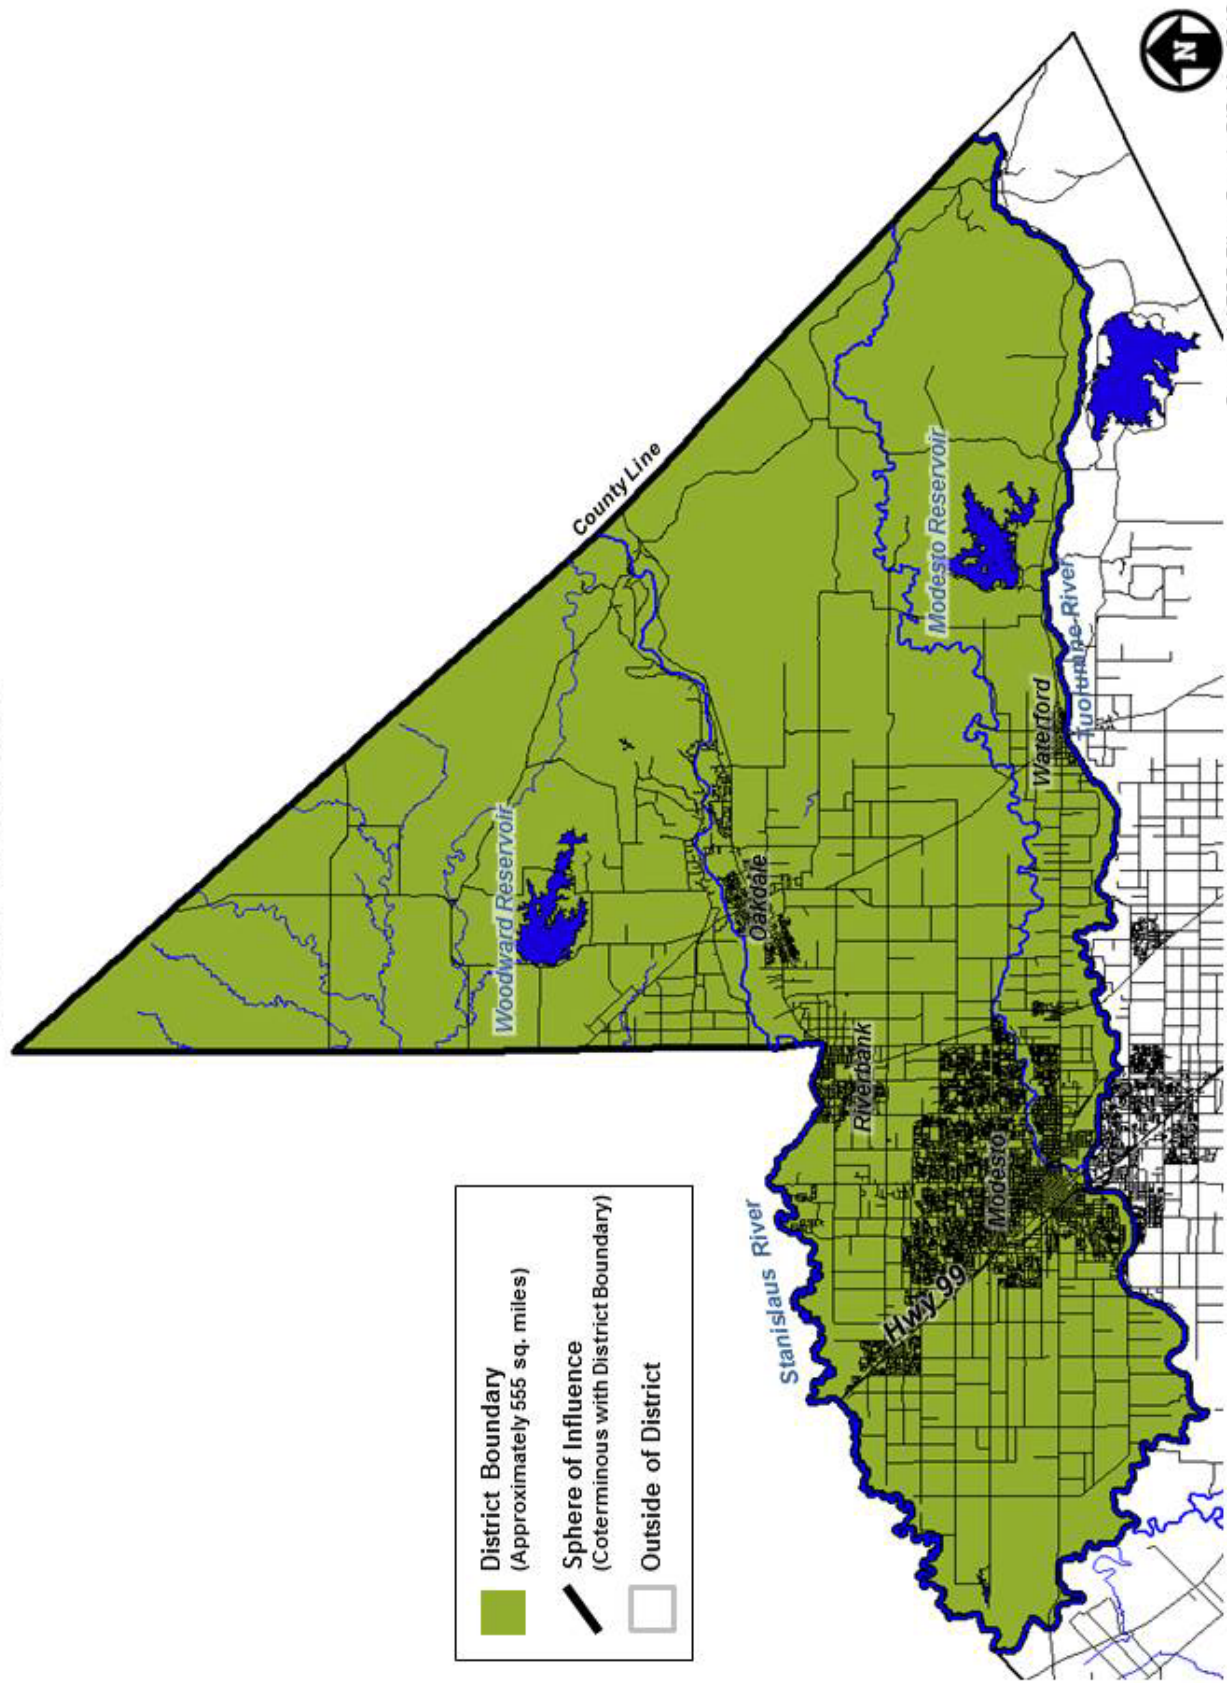 N
County Line
Woodward Reservoir
Modesto Reservoir
Oakdale
Waterford
Tuolumne River
Riverbank
Stanislaus River
Modesto
Hwy 99
District Boundary
(Approximately 555 sq. miles)
Sphere of Influence
(Coterminous with District Boundary)
Outside of District